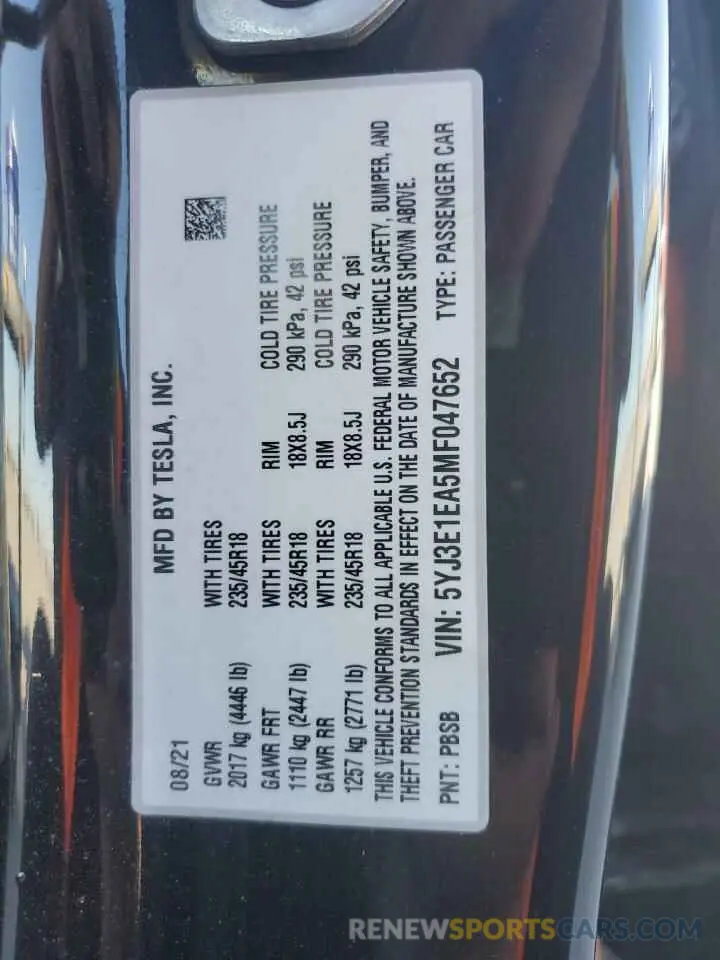 MFD BY TESLA, INC.
08/21
GVWR WITH TIRES
2017 kg (4446 lb) 235/45R18
GAWR FRT WITH TIRES RIM COLD TIRE PRESSURE
1110 kg (2447 lb) 235/45R18 18X8.5J 290 kPa, 42 psi
GAWR RR WITH TIRES RIM COLD TIRE PRESSURE
1257 kg (2771 lb) 235/45R18 18X8.5J 290 kPa, 42 psi
THIS VEHICLE CONFORMS TO ALL APPLICABLE U.S. FEDERAL MOTOR VEHICLE SAFETY, BUMPER, AND
THEFT PREVENTION STANDARDS IN EFFECT ON THE DATE OF MANUFACTURE SHOWN ABOVE.
PNT: PBSB VIN: 5YJ3E1EA5MF047652 TYPE: PASSENGER CAR
RENEWSPORTSCARS.COM